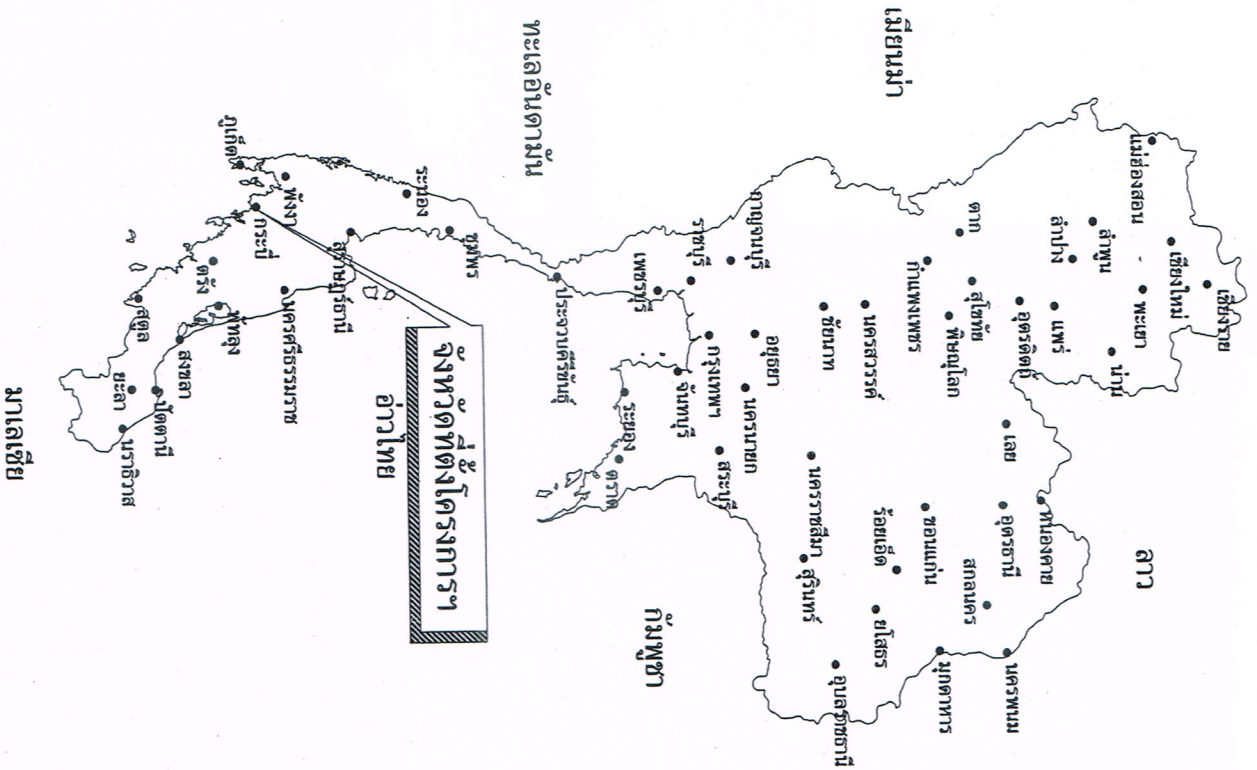 เชียงราย
แม่ฮ่องสอน
เชียงใหม่
พะเยา
น่าน
ลำพูน
ลำปาง
แพร่
อุตรดิตถ์
ลาว
เมียนม่า
ตาก
สุโขทัย
พิษณุโลก
กำแพงเพชร
เลย
หนองคาย
อุดรธานี
สกลนคร
นครพนม
มุกดาหาร
ขอนแก่น
ร้อยเอ็ด
ยโสธร
นครสวรรค์
ชัยนาท
นครราชสีมา
สุรินทร์
อุบลราชธานี
กาญจนบุรี
อยุธยา
นครนายก
สระบุรี
ราชบุรี
กรุงเทพฯ
เพชรบุรี
จันทบุรี
ระยอง
ตราด
กัมพูชา
ประจวบคีรีขันธ์
ทะเลอันดามัน
ชุมพร
ระนอง
จังหวัดที่ตั้งโครงการฯ
อ่าวไทย
สุราษฎร์ธานี
พังงา
นครศรีธรรมราช
กระบี่
ภูเก็ต
ตรัง
พัทลุง
สงขลา
สตูล
ปัตตานี
ยะลา
นราธิวาส
มาเลเซีย